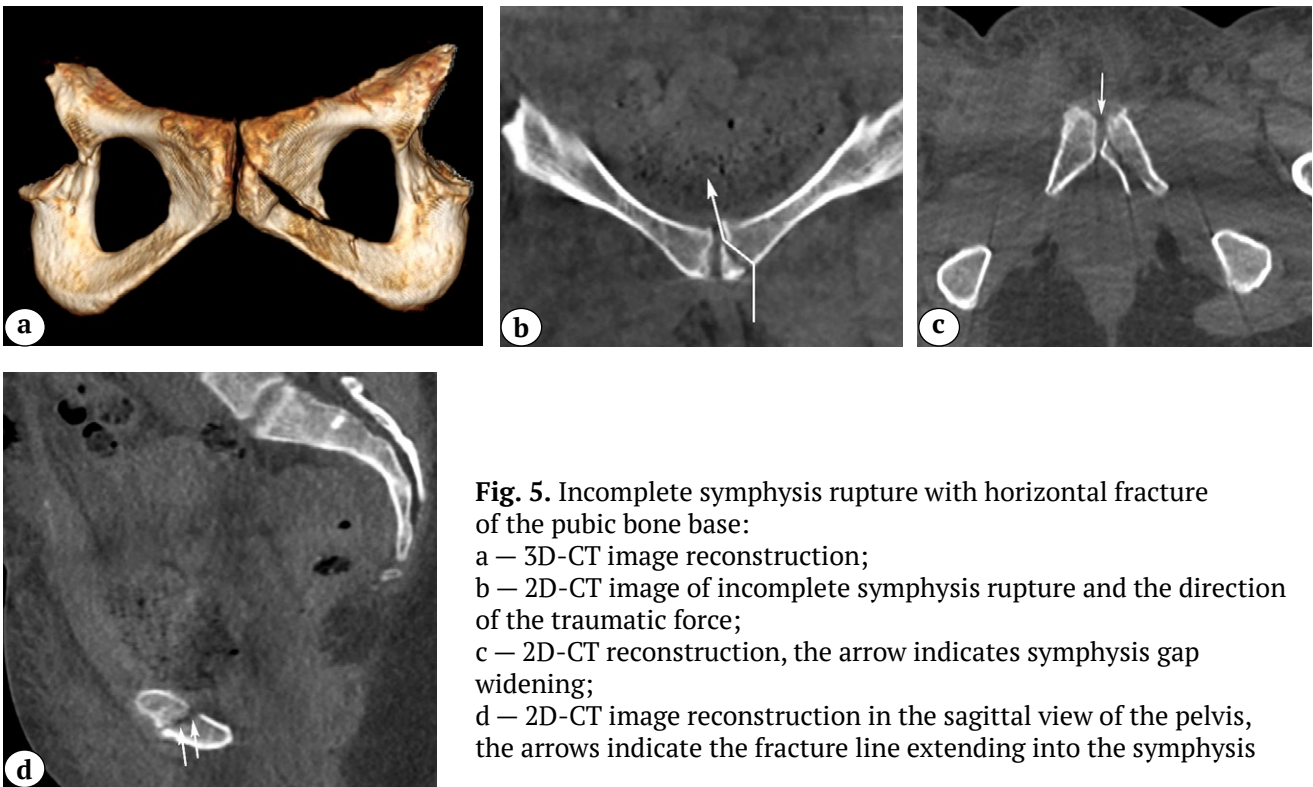 a
b
c
d
Fig. 5. Incomplete symphysis rupture with horizontal fracture
of the pubic bone base:
a — 3D-CT image reconstruction;
b — 2D-CT image of incomplete symphysis rupture and the direction
of the traumatic force;
c — 2D-CT reconstruction, the arrow indicates symphysis gap
widening;
d — 2D-CT image reconstruction in the sagittal view of the pelvis,
the arrows indicate the fracture line extending into the symphysis